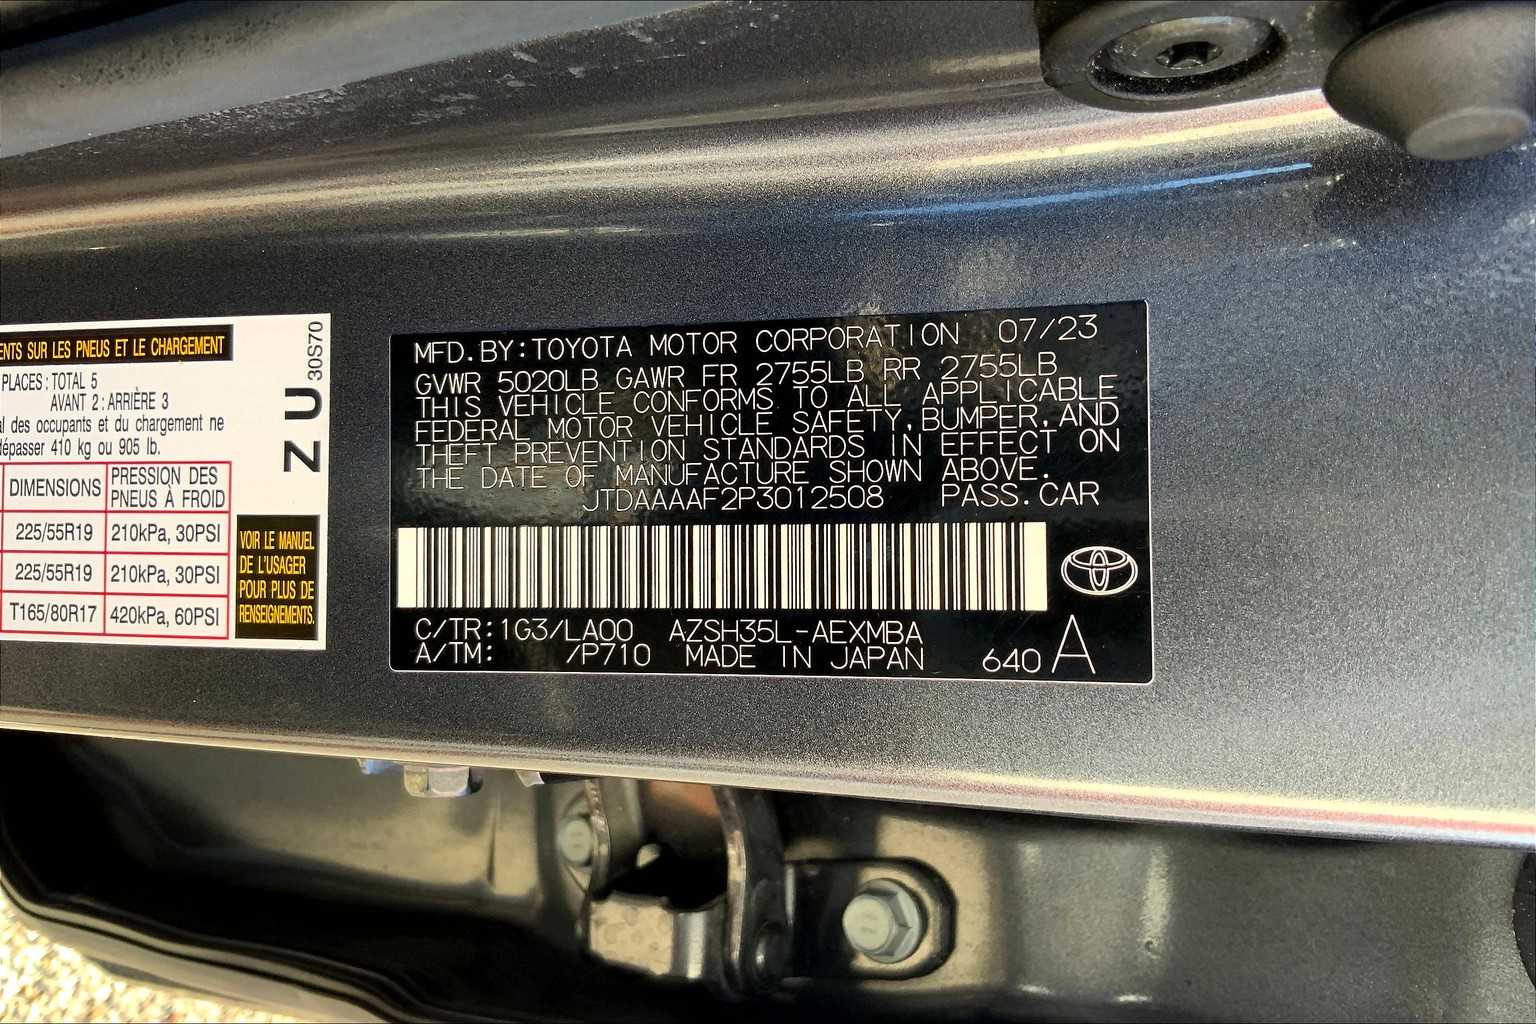 ENTS SUR LES PNEUS ET LE CHARGEMENT
PLACES : TOTAL 5
AVANT 2 : ARRIÈRE 3
al des occupants et du chargement ne
dépasser 410 kg ou 905 lb.
DIMENSIONS PRESSION DES PNEUS À FROID
225/55R19 210kPa, 30PSI
225/55R19 210kPa, 30PSI
T165/80R17 420kPa, 60PSI
VOIR LE MANUEL
DE L'USAGER
POUR PLUS DE
RENSEIGNEMENTS.
ZU 30S70
MFD.BY:TOYOTA MOTOR CORPORATION 07/23
GVWR 5020LB GAWR FR 2755LB RR 2755LB
THIS VEHICLE CONFORMS TO ALL APPLICABLE
FEDERAL MOTOR VEHICLE SAFETY,BUMPER,AND
THEFT PREVENTION STANDARDS IN EFFECT ON
THE DATE OF MANUFACTURE SHOWN ABOVE.
JTDAAAAF2P3012508 PASS.CAR
C/TR:1G3/LA00 AZSH35L-AEXMBA
A/TM: /P710 MADE IN JAPAN 640 A